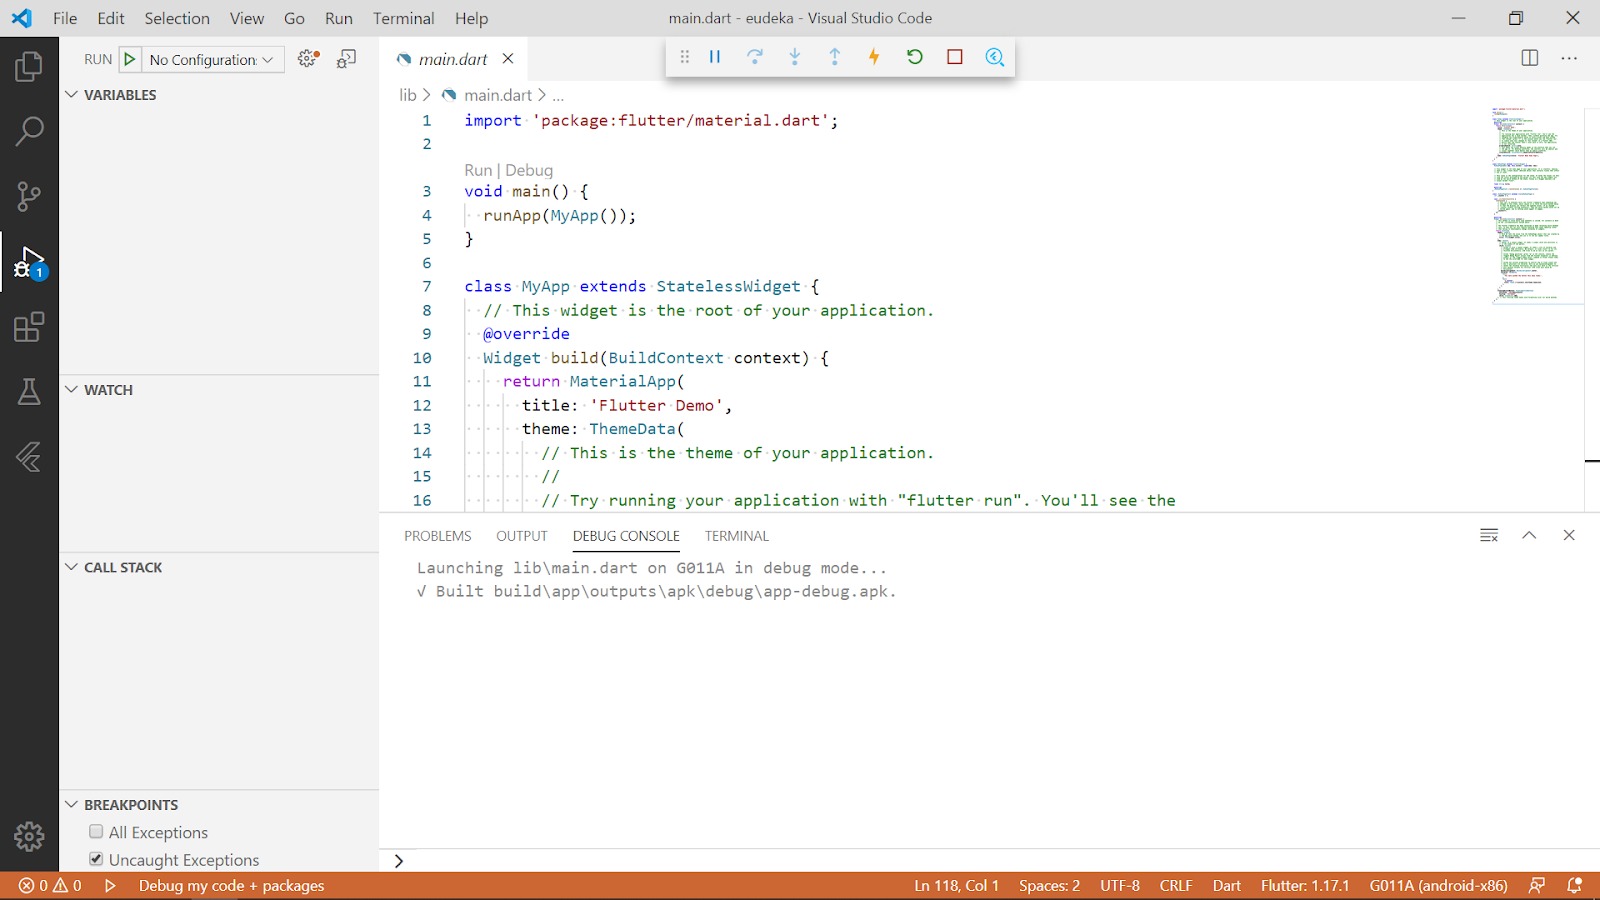 File Edit Selection View Go Run Terminal Help
main.dart - eudeka - Visual Studio Code
RUN No Configuration:
main.dart
VARIABLES
WATCH
CALL STACK
BREAKPOINTS
All Exceptions
Uncaught Exceptions
1
lib > main.dart > ...
1 import 'package:flutter/material.dart';
2
Run | Debug
3 void main() {
4 runApp(MyApp());
5 }
6
7 class MyApp extends StatelessWidget {
8 // This widget is the root of your application.
9 @override
10 Widget build(BuildContext context) {
11 return MaterialApp(
12 title: 'Flutter Demo',
13 theme: ThemeData(
14 // This is the theme of your application.
15 //
16 // Try running your application with "flutter run". You'll see the
PROBLEMS OUTPUT DEBUG CONSOLE TERMINAL
Launching lib\main.dart on G011A in debug mode...
√ Built build\app\outputs\apk\debug\app-debug.apk.
>
0 0 Debug my code + packages
Ln 118, Col 1 Spaces: 2 UTF-8 CRLF Dart Flutter: 1.17.1 G011A (android-x86)